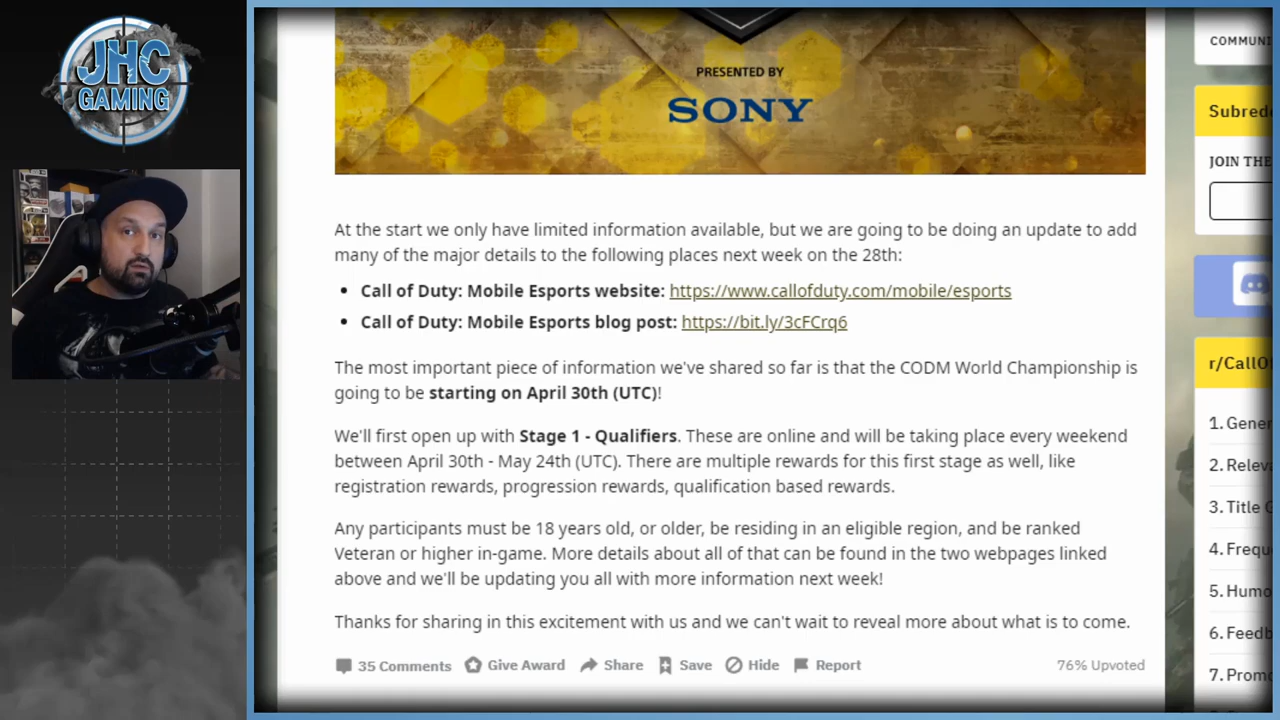 JHC
GAMING
PRESENTED BY
SONY
At the start we only have limited information available, but we are going to be doing an update to add
many of the major details to the following places next week on the 28th:
• Call of Duty: Mobile Esports website: https://www.callofduty.com/mobile/esports
• Call of Duty: Mobile Esports blog post: https://bit.ly/3cFCrq6
The most important piece of information we've shared so far is that the CODM World Championship is
going to be starting on April 30th (UTC)!
We'll first open up with Stage 1 - Qualifiers. These are online and will be taking place every weekend
between April 30th - May 24th (UTC). There are multiple rewards for this first stage as well, like
registration rewards, progression rewards, qualification based rewards.
Any participants must be 18 years old, or older, be residing in an eligible region, and be ranked
Veteran or higher in-game. More details about all of that can be found in the two webpages linked
above and we'll be updating you all with more information next week!
Thanks for sharing in this excitement with us and we can't wait to reveal more about what is to come.
35 Comments Give Award Share Save Hide Report 76% Upvoted
COMMUNI
Subred
JOIN THE
r/CallO
1. Gener
2. Releva
3. Title
4. Frequ
5. Humo
6. Feedb
7. Promo